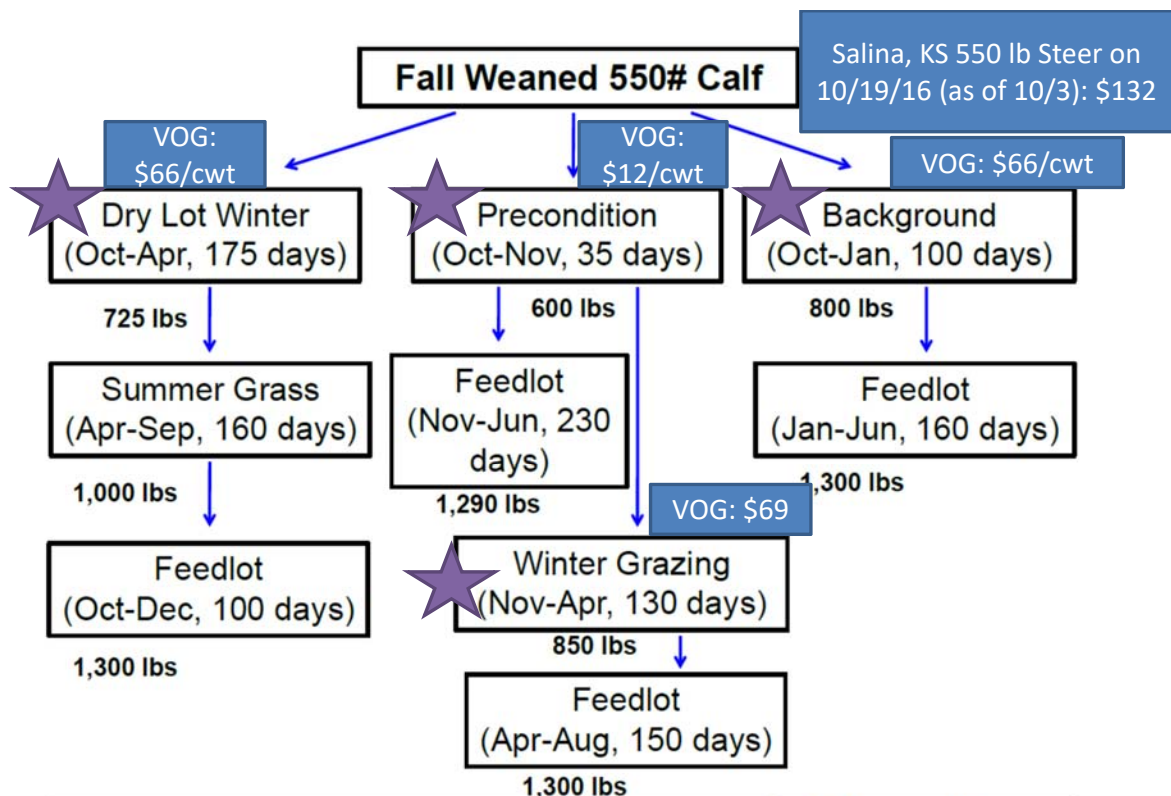 Fall Weaned 550# Calf
Salina, KS 550 lb Steer on
10/19/16 (as of 10/3): $132
VOG:
$66/cwt
Dry Lot Winter
(Oct-Apr, 175 days)
725 lbs
Summer Grass
(Apr-Sep, 160 days)
1,000 lbs
Feedlot
(Oct-Dec, 100 days)
1,300 lbs
VOG:
$12/cwt
Precondition
(Oct-Nov, 35 days)
600 lbs
Feedlot
(Nov-Jun, 230
days)
1,290 lbs
VOG: $69
Winter Grazing
(Nov-Apr, 130 days)
850 lbs
Feedlot
(Apr-Aug, 150 days)
1,300 lbs
VOG: $66/cwt
Background
(Oct-Jan, 100 days)
800 lbs
Feedlot
(Jan-Jun, 160 days)
1,300 lbs